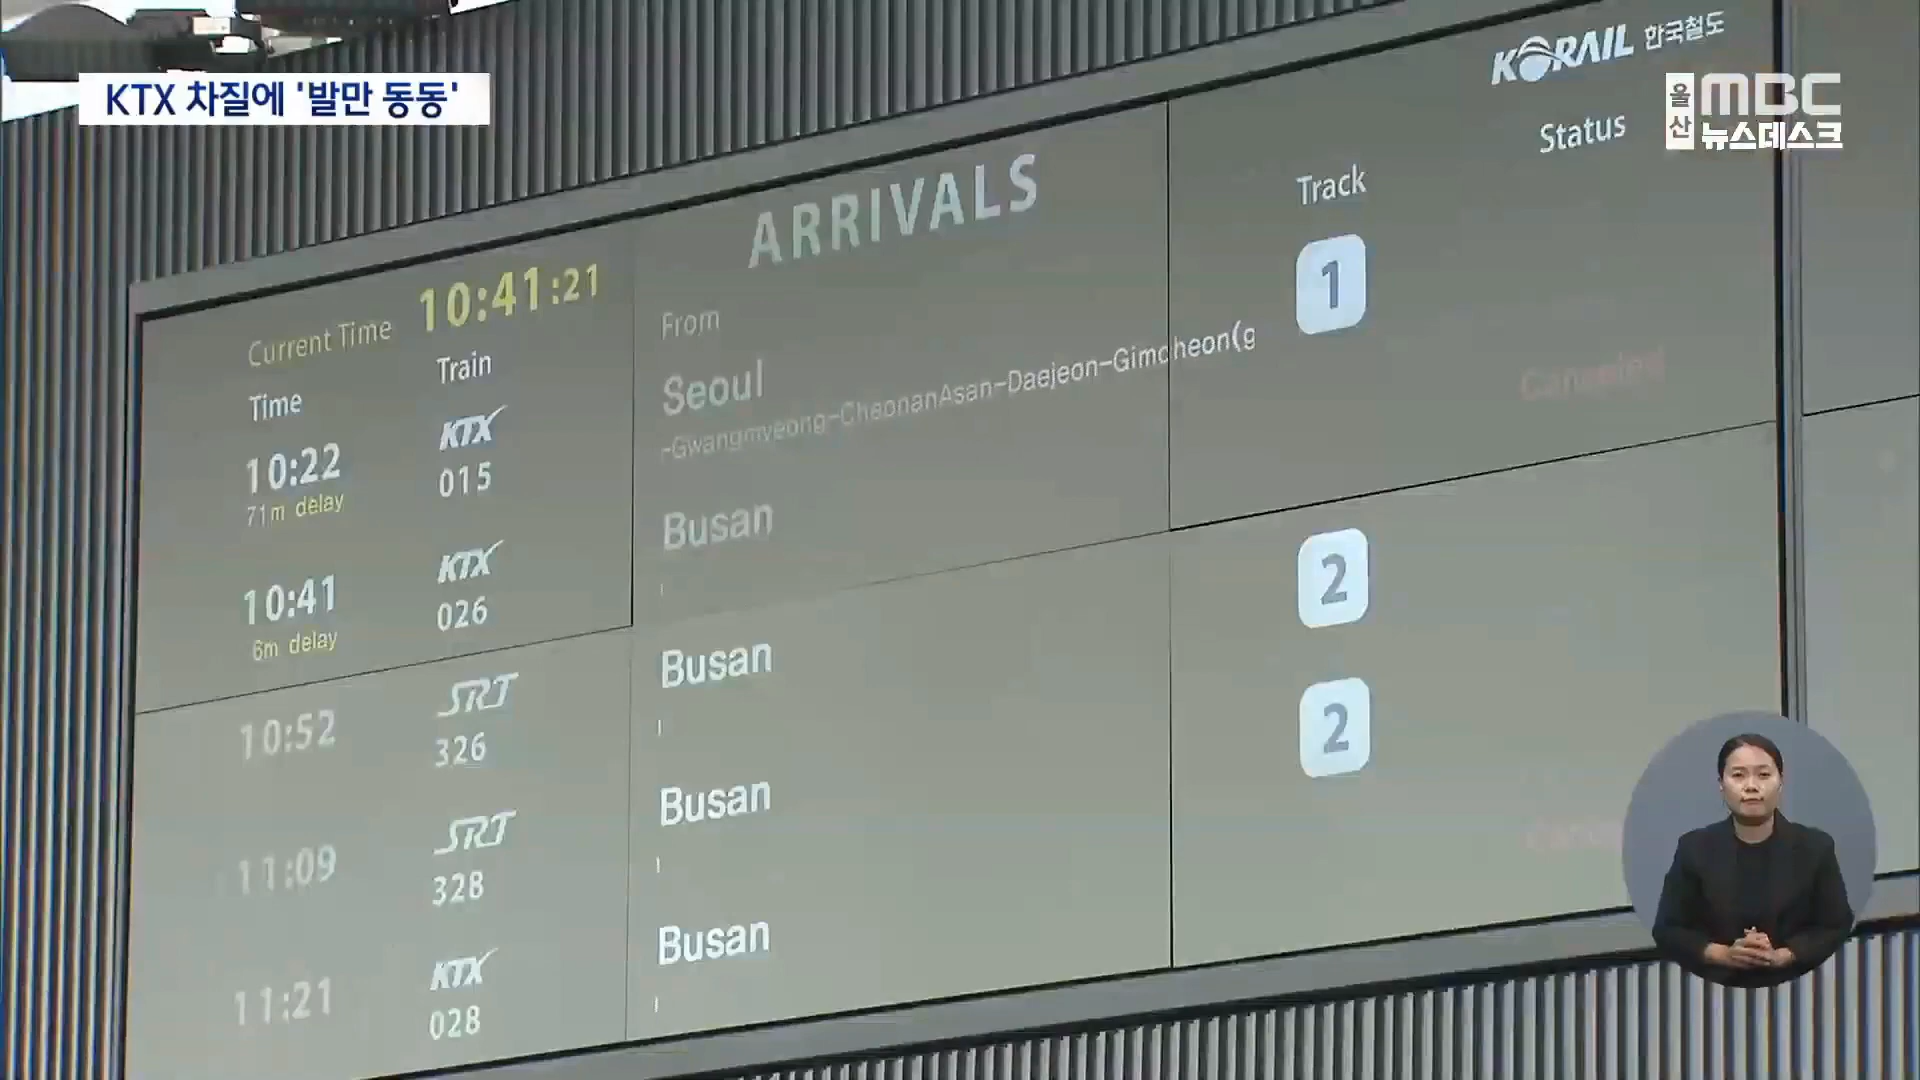 KTX 차질에 '발만 동동'
KORAIL 한국철도
울산 MBC
뉴스데스크
ARRIVALS
Current Time 10:41:21
Time Train From Track Status
10:22 KTX Seoul 1
71m delay 015 -Gwangmyeong-CheonanAsan-Daejeon-Gimcheon(g
Canceled
10:41 KTX Busan
6m delay 026
10:52 SRT Busan 2
326
11:09 SRT Busan 2
328
11:21 KTX Busan
028